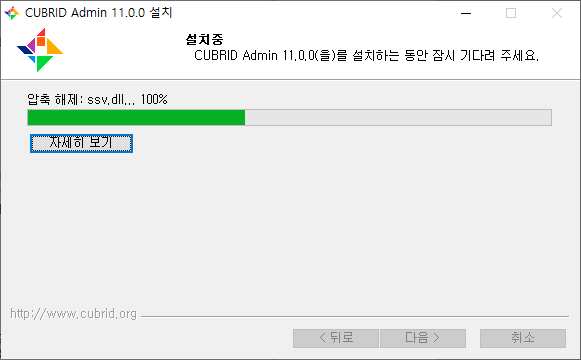 CUBRID Admin 11.0.0 설치
설치중
CUBRID Admin 11.0.0(을)를 설치하는 동안 잠시 기다려 주세요.
압축 해제: ssv.dll... 100%
자세히 보기
http://www.cubrid.org
< 뒤로
다음 >
취소